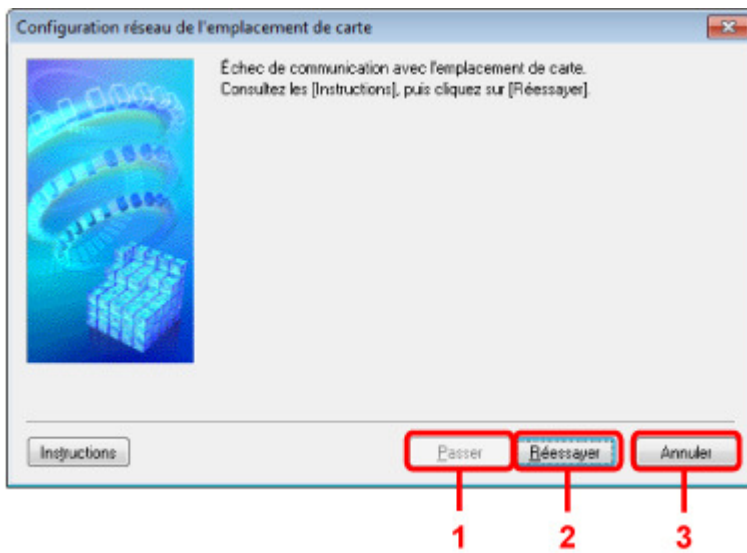 Configuration réseau de l'emplacement de carte
Échec de communication avec l'emplacement de carte.
Consultez les [Instructions], puis cliquez sur [Réessayer].
Instructions Passer Réessayer Annuler
1 2 3